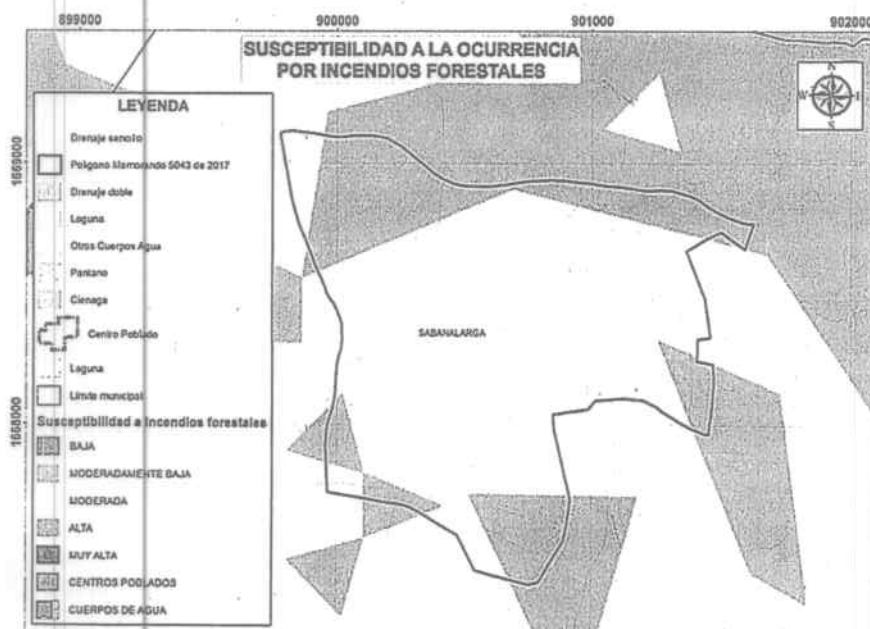 899000 900000 901000 902000
SUSCEPTIBILIDAD A LA OCURRENCIA
POR INCENDIOS FORESTALES
N
W E
S
1669000
1668000
LEYENDA
Drenaje sencillo
Poligono Memorando 5043 de 2017
Drenaje doble
Laguna
Otros Cuerpos Agua
Pantano
Cienaga
Centro Poblado
Laguna
Limite municipal
Susceptibilidad a incendios forestales
BAJA
MODERADAMENTE BAJA
MODERADA
ALTA
MUY ALTA
CENTROS POBLADOS
CUERPOS DE AGUA
SABANALARGA